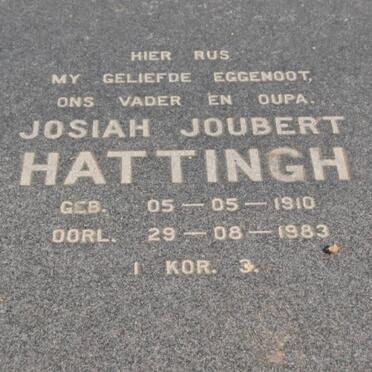 HIER RUS
MY GELIEFDE EGGENOOT,
ONS VADER EN OUPA.
JOSIAH JOUBERT
HATTINGH
GEB. 05 — 05 — 1910
OORL. 29 — 08 — 1983
1 KOR. 3.